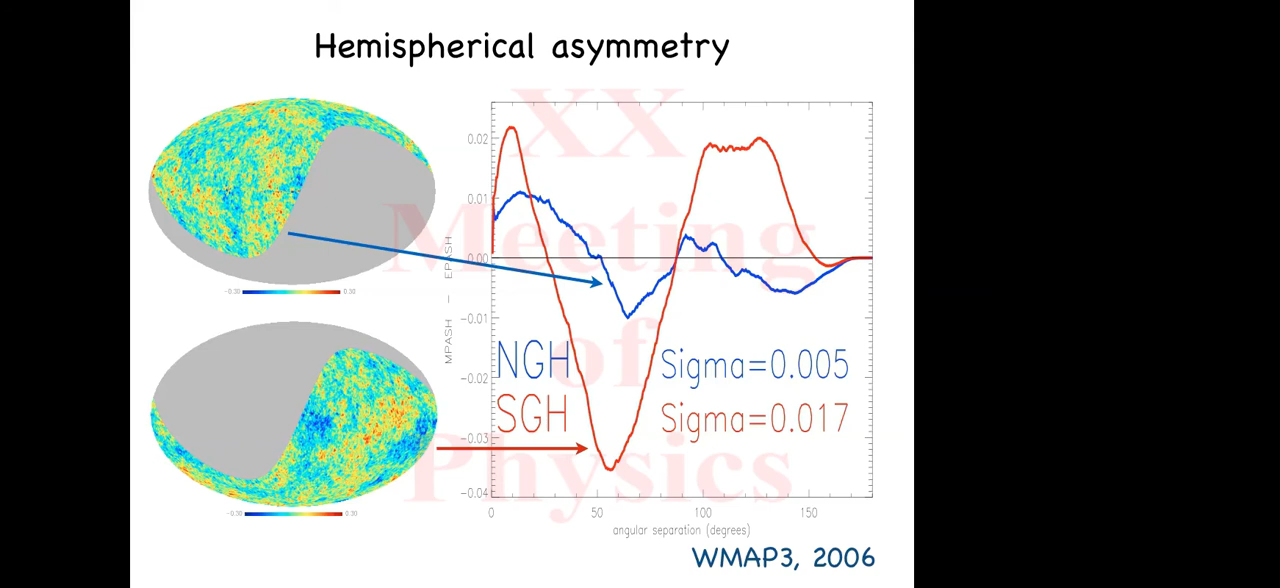 Hemispherical asymmetry
XX
Meeting
of
Physics
-0.30 0.30
-0.30 0.30
MPASH – EPASH
0.02
0.01
0.00
-0.01
-0.02
-0.03
-0.04
NGH Sigma=0.005
SGH Sigma=0.017
0 50 100 150
angular separation (degrees)
WMAP3, 2006